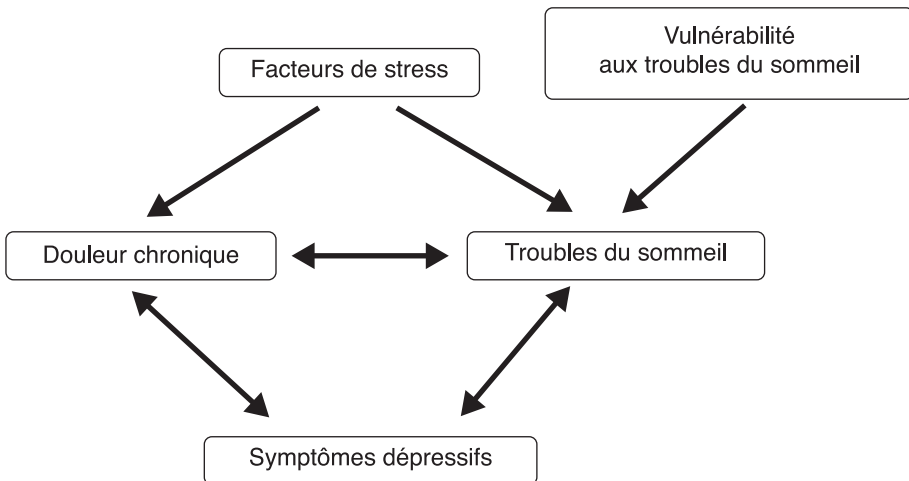 Facteurs de stress
Vulnérabilité
aux troubles du sommeil
Douleur chronique
Troubles du sommeil
Symptômes dépressifs